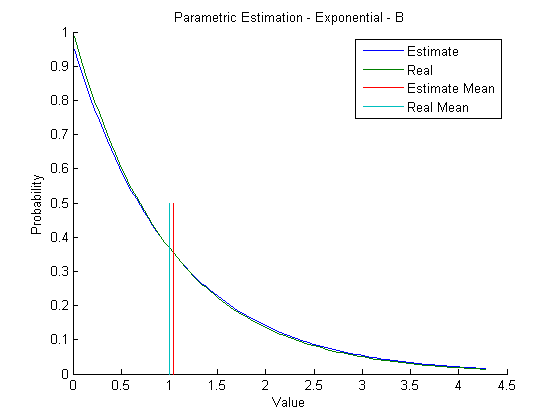 Parametric Estimation - Exponential - B
Estimate
Real
Estimate Mean
Real Mean
1
0.9
0.8
0.7
0.6
0.5
0.4
0.3
0.2
0.1
0
Probability
0 0.5 1 1.5 2 2.5 3 3.5 4 4.5
Value